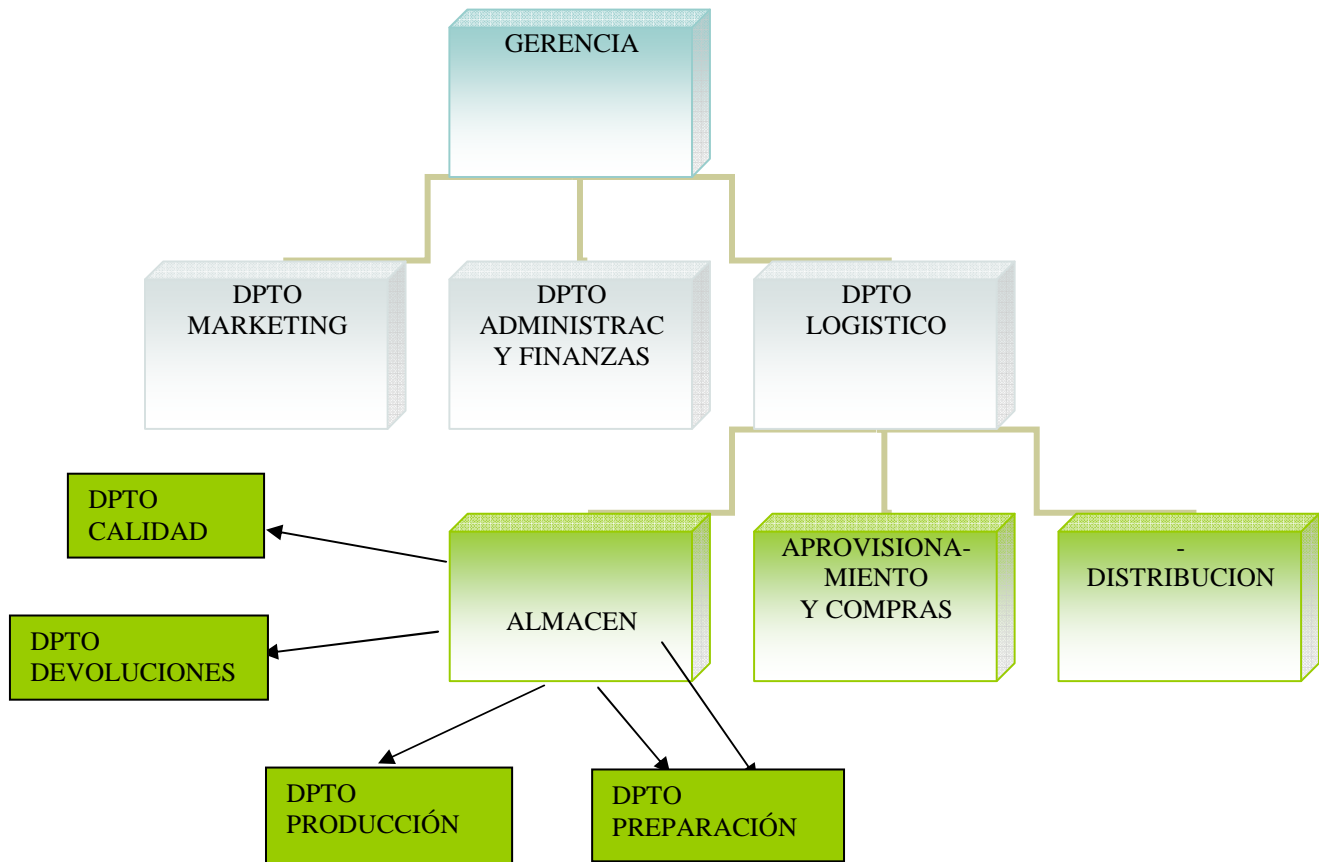 GERENCIA
DPTO
MARKETING
DPTO
ADMINISTRAC
Y FINANZAS
DPTO
LOGISTICO
DPTO
CALIDAD
ALMACEN
APROVISIONA-
MIENTO
Y COMPRAS
-
DISTRIBUCION
DPTO
DEVOLUCIONES
DPTO
PRODUCCIÓN
DPTO
PREPARACIÓN